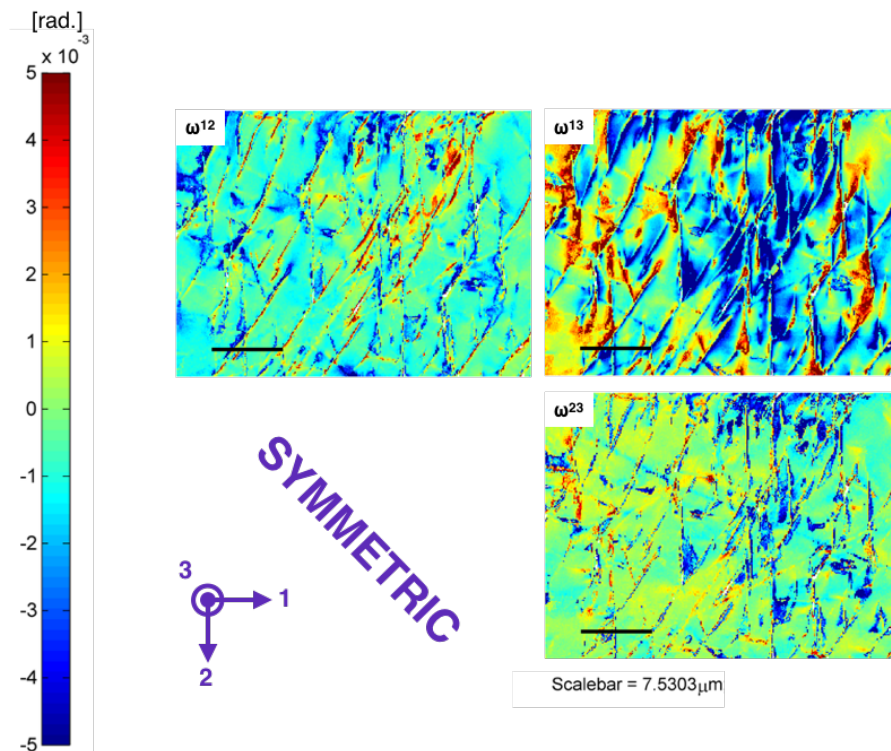 [rad.]
x 10⁻³
5
4
3
2
1
0
-1
-2
-3
-4
-5
ω¹²
ω¹³
ω²³
SYMMETRIC
3
1
2
Scalebar = 7.5303μm